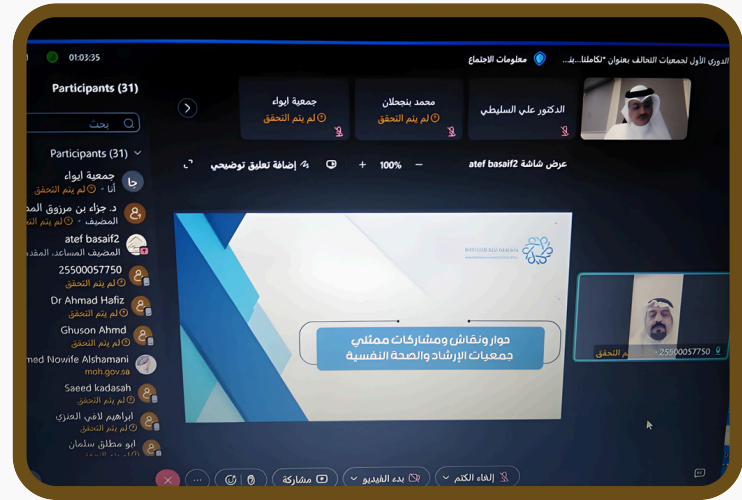 01:03:35
معلومات الاجتماع
الدوري الأول لجمعيات التحالف بعنوان "تكاملنا...بنـ...
Participants (31)
بحث
Participants (31)
جمعية ايواء
لم يتم التحقق
محمد بنجحلان
لم يتم التحقق
الدكتور علي السليطي
إضافة تعليق توضيحي
+ 100% −
عرض شاشة atef basaif2
جا
جمعية ايواء
أنا • لم يتم التحقق
د. جزاء بن مرزوق
المضيف • لم يتم
atef basaif2
المضيف المساعد،
25500057750
لم يتم التحقق
Dr Ahmad Hafiz
لم يتم التحقق
Ghuson Ahmd
لم يتم التحقق
Nowife Alshamani
moh.gov.sa
Saeed kadasah
لم يتم التحقق
ابراهيم لافي العنزي
لم يتم التحقق
ابو مطلق سلمان
حوار ونقاش ومشاركات ممثلي
جمعيات الإرشاد والصحة النفسية
25500057750 •
التحقق
مشاركة
بدء الفيديو
إلغاء الكتم